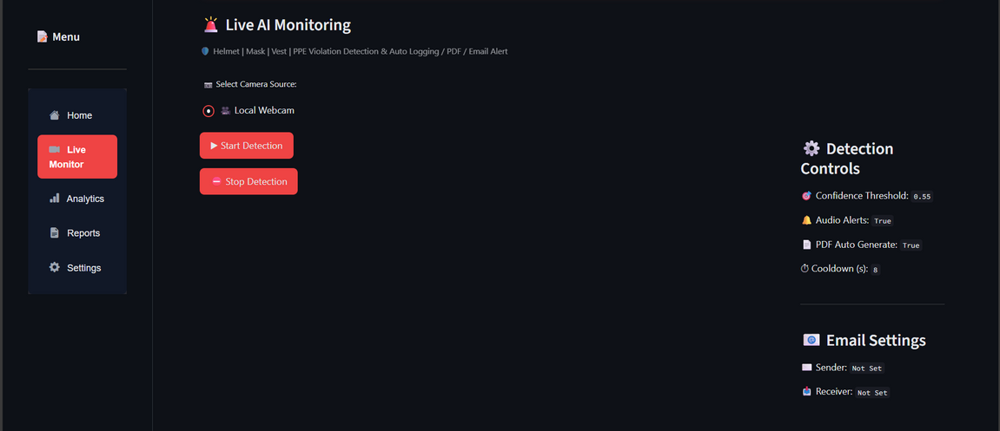 Menu
Home
Live
Monitor
Analytics
Reports
Settings
Live AI Monitoring
Helmet | Mask | Vest | PPE Violation Detection & Auto Logging / PDF / Email Alert
Select Camera Source:
Local Webcam
Start Detection
Stop Detection
Detection
Controls
Confidence Threshold: 0.55
Audio Alerts: True
PDF Auto Generate: True
Cooldown (s): 8
Email Settings
Sender: Not Set
Receiver: Not Set